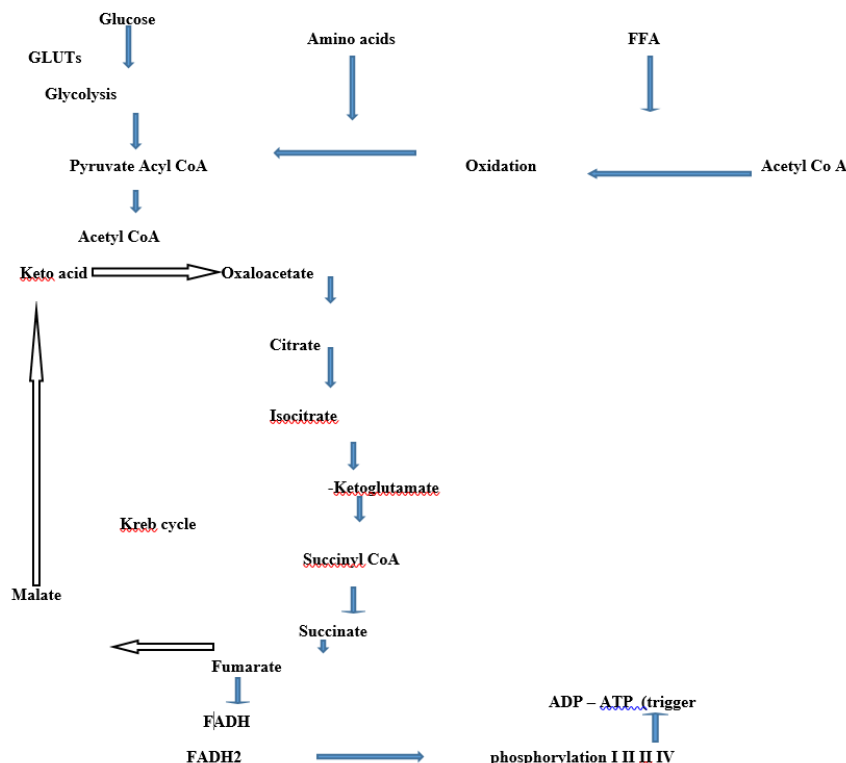 Glucose
Amino acids
FFA
GLUTs
Glycolysis
Pyruvate Acyl CoA
Oxidation
Acetyl Co A
Acetyl CoA
Keto acid
Oxaloacetate
Citrate
Isocitrate
-Ketoglutamate
Kreb cycle
Succinyl CoA
Malate
Succinate
Fumarate
ADP – ATP (trigger
FADH
FADH2
phosphorylation I II II IV